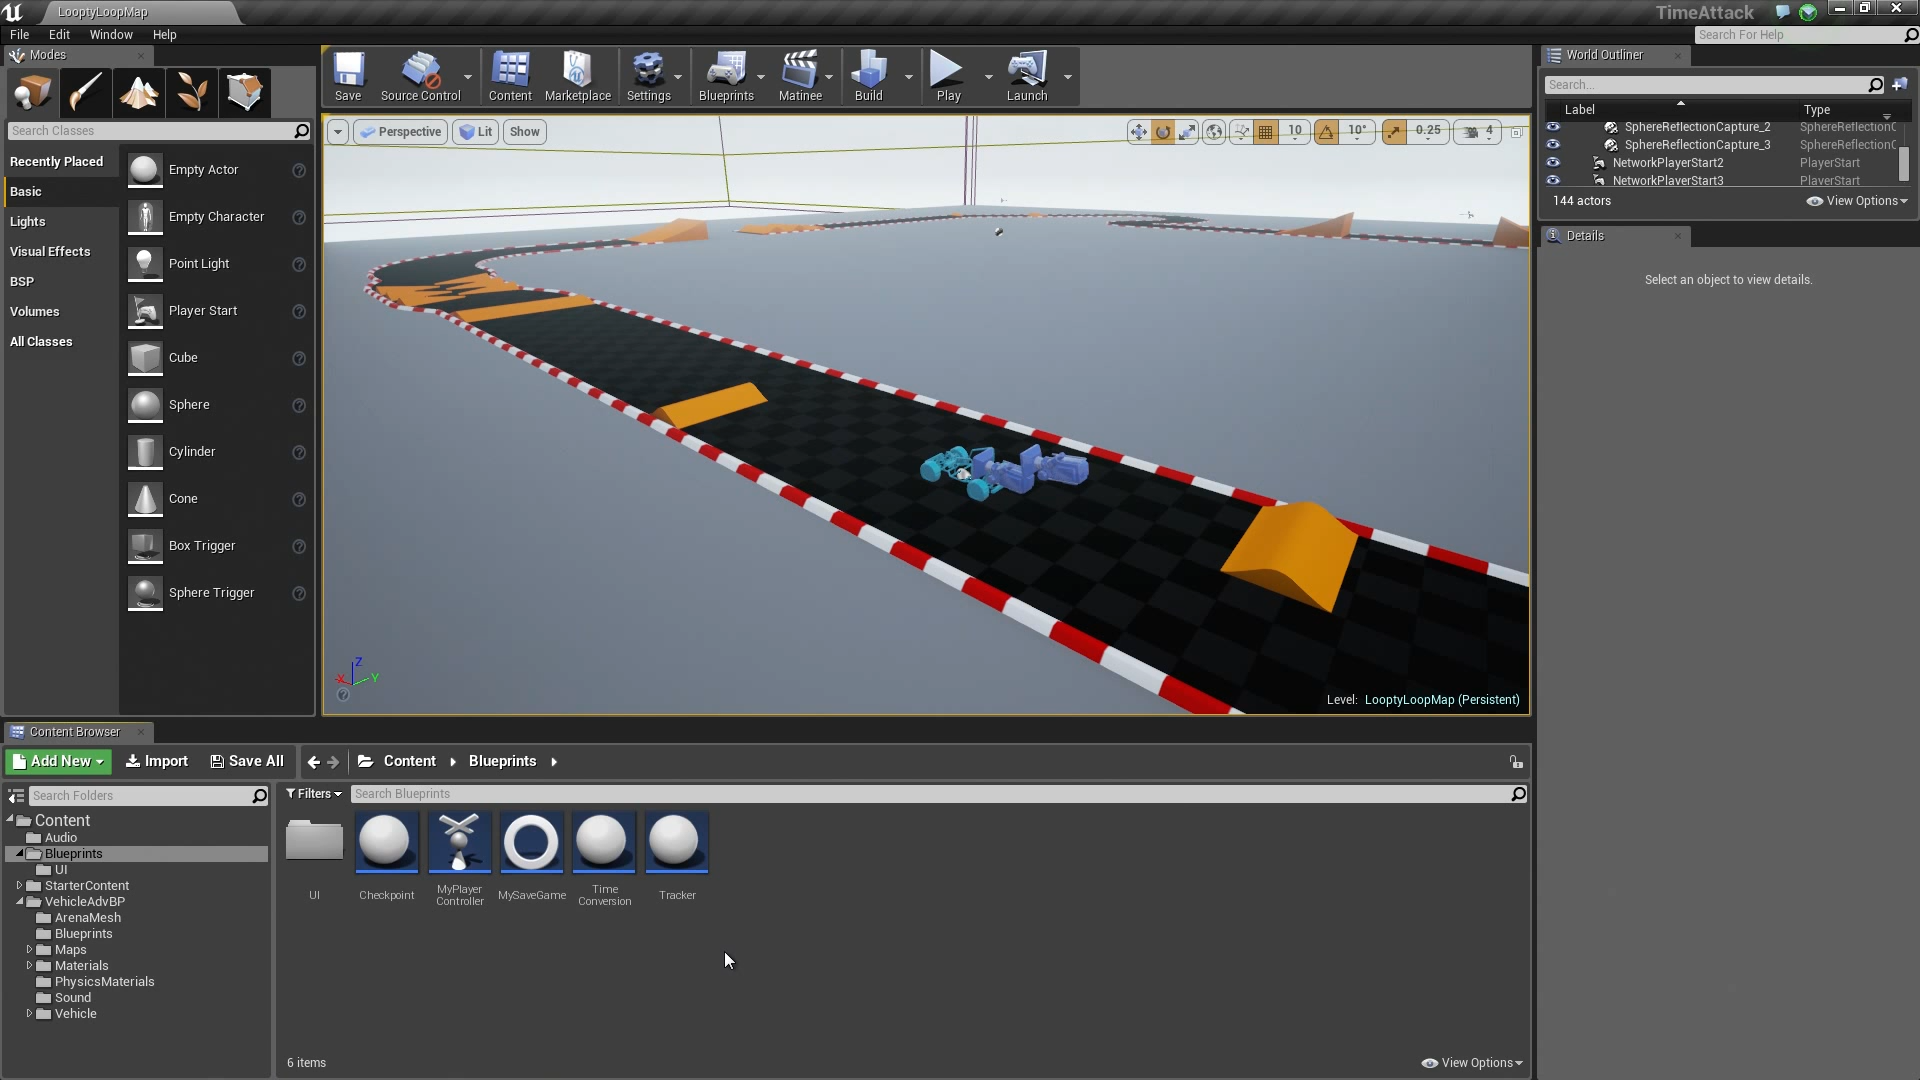 LooptyLoopMap
TimeAttack
File Edit Window Help
Search For Help
Modes
Search Classes
Recently Placed
Basic
Lights
Visual Effects
BSP
Volumes
All Classes
Empty Actor
Empty Character
Point Light
Player Start
Cube
Sphere
Cylinder
Cone
Box Trigger
Sphere Trigger
Save Source Control Content Marketplace Settings Blueprints Matinee Build Play Launch
Perspective Lit Show 10 10° 0.25 4
Z
X Y
Level: LooptyLoopMap (Persistent)
World Outliner
Search...
Label Type
SphereReflectionCapture_2 SphereReflectionC
SphereReflectionCapture_3 SphereReflectionC
NetworkPlayerStart2 PlayerStart
NetworkPlayerStart3 PlayerStart
144 actors View Options
Details
Select an object to view details.
Content Browser
Add New Import Save All Content Blueprints
Search Folders
Filters Search Blueprints
Content
Audio
Blueprints
UI
StarterContent
VehicleAdvBP
ArenaMesh
Blueprints
Maps
Materials
PhysicsMaterials
Sound
Vehicle
UI
Checkpoint
MyPlayer
Controller
MySaveGame
Time
Conversion
Tracker
6 items View Options